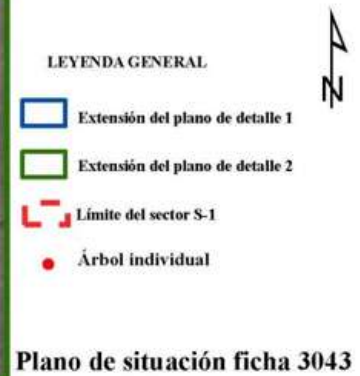 N
LEYENDA GENERAL
Extensión del plano de detalle 1
Extensión del plano de detalle 2
Límite del sector S-1
Árbol individual
Plano de situación ficha 3043